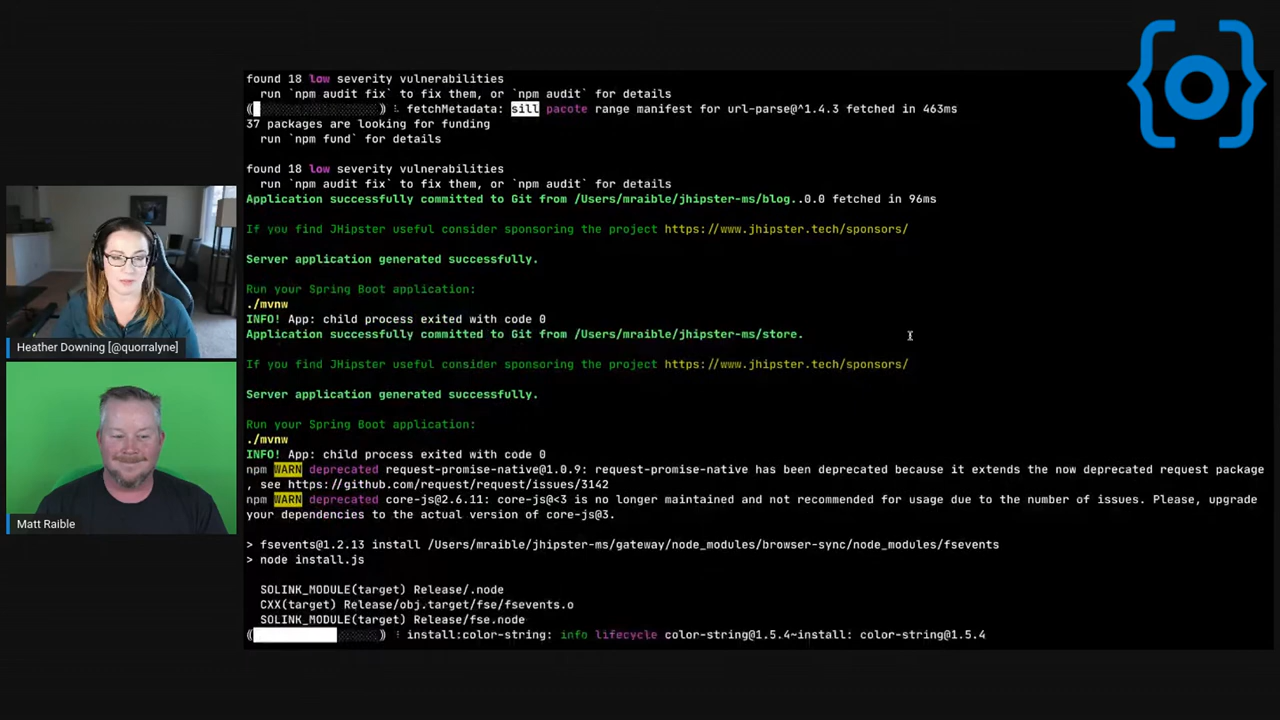 found 18 low severity vulnerabilities
run `npm audit fix` to fix them, or `npm audit` for details
fetchMetadata: sill pacote range manifest for url-parse@^1.4.3 fetched in 463ms
37 packages are looking for funding
run `npm fund` for details
found 18 low severity vulnerabilities
run `npm audit fix` to fix them, or `npm audit` for details
Application successfully committed to Git from /Users/mraible/jhipster-ms/blog..0.0 fetched in 96ms
If you find JHipster useful consider sponsoring the project https://www.jhipster.tech/sponsors/
Server application generated successfully.
Run your Spring Boot application:
./mvnw
INFO! App: child process exited with code 0
Application successfully committed to Git from /Users/mraible/jhipster-ms/store.
If you find JHipster useful consider sponsoring the project https://www.jhipster.tech/sponsors/
Server application generated successfully.
Run your Spring Boot application:
./mvnw
INFO! App: child process exited with code 0
npm WARN deprecated request-promise-native@1.0.9: request-promise-native has been deprecated because it extends the now deprecated request package
, see https://github.com/request/request/issues/3142
npm WARN deprecated core-js@2.6.11: core-js@<3 is no longer maintained and not recommended for usage due to the number of issues. Please, upgrade
your dependencies to the actual version of core-js@3.
> fsevents@1.2.13 install /Users/mraible/jhipster-ms/gateway/node_modules/browser-sync/node_modules/fsevents
> node install.js
SOLINK_MODULE(target) Release/.node
CXX(target) Release/obj.target/fse/fsevents.o
SOLINK_MODULE(target) Release/fse.node
install:color-string: info lifecycle color-string@1.5.4~install: color-string@1.5.4
Heather Downing [@quorralyne]
Matt Raible